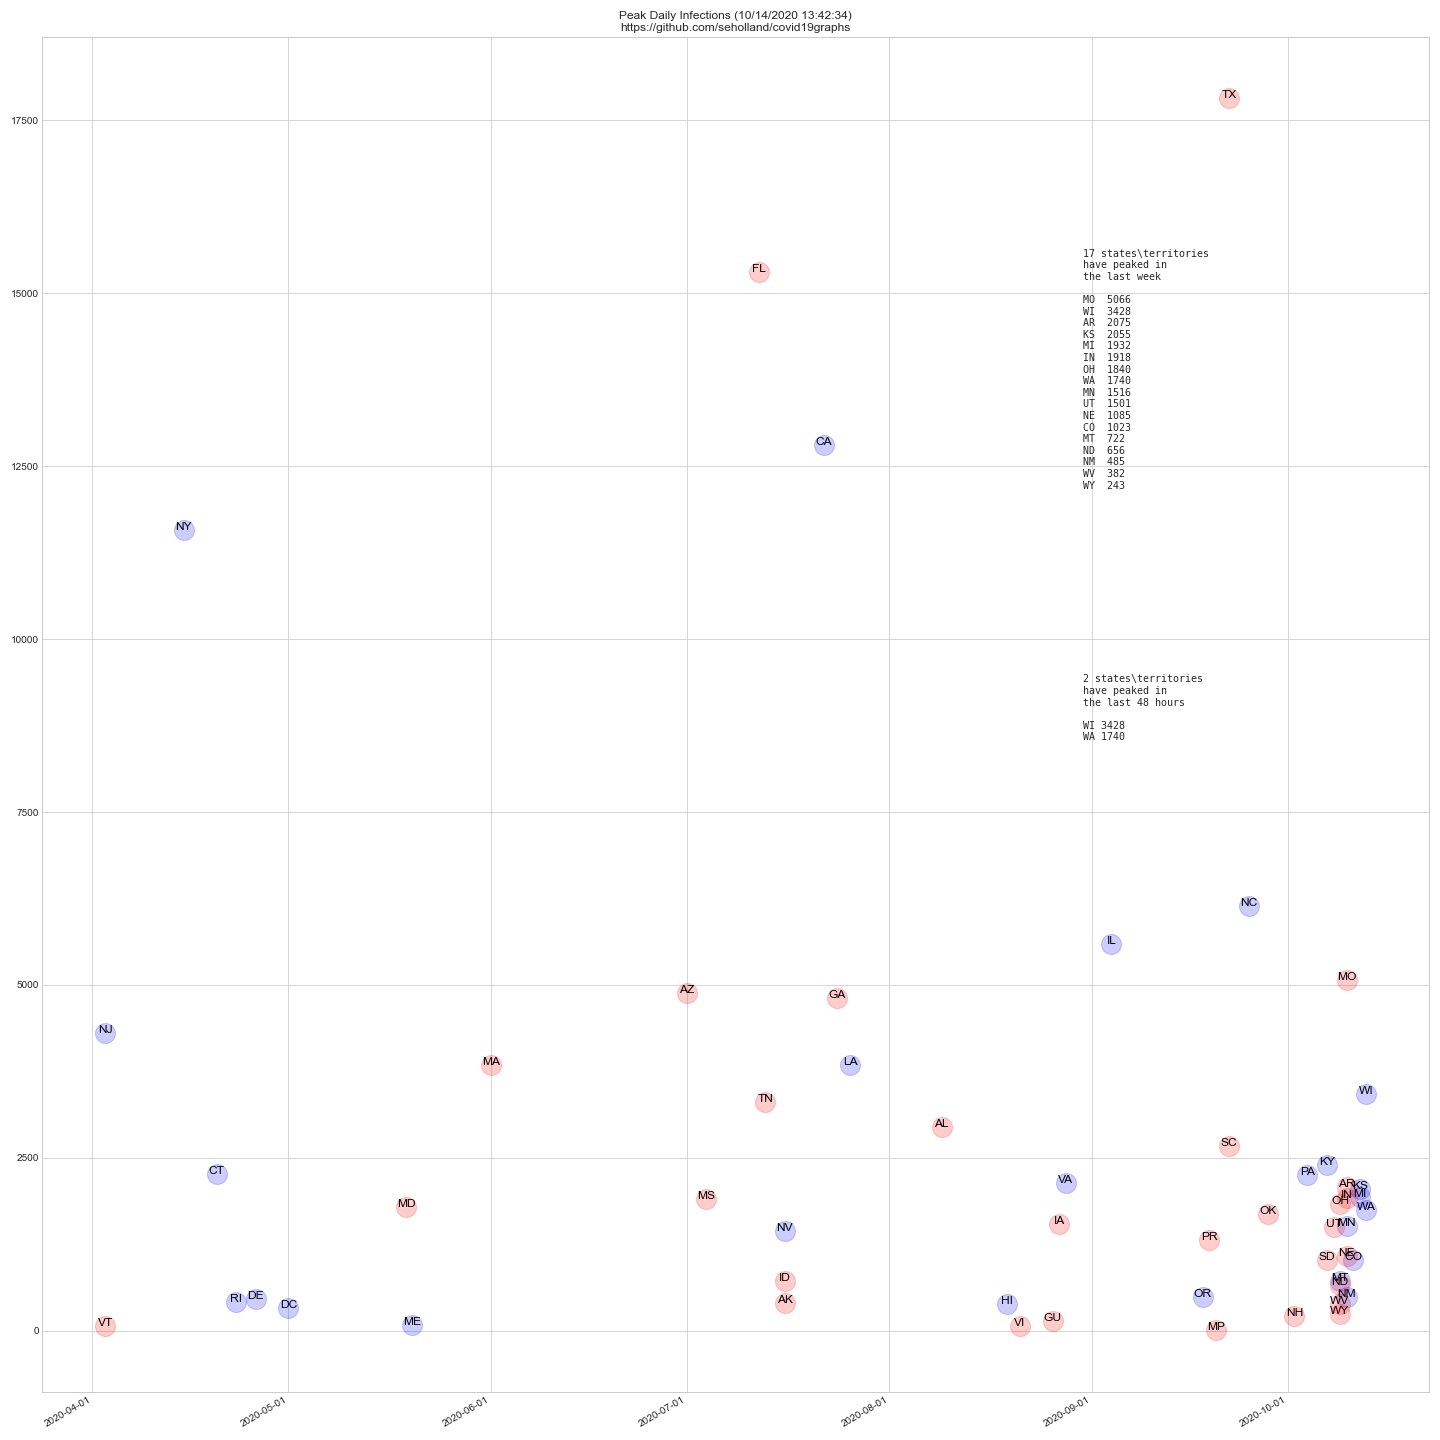 Peak Daily Infections (10/14/2020 13:42:34)
https://github.com/seholland/covid19graphs
17500
15000
12500
10000
7500
5000
2500
0
TX
FL
CA
NY
17 states\territories
have peaked in
the last week
MO 5066
WI 3428
AR 2075
KS 2055
MI 1932
IN 1918
OH 1840
WA 1740
MN 1516
UT 1501
NE 1085
CO 1023
MT 722
ND 656
NM 485
WV 382
WY 243
2 states\territories
have peaked in
the last 48 hours
WI 3428
WA 1740
NC
IL
MO
AZ
GA
NJ
MA
LA
WI
TN
AL
SC
KY
CT
PA
VA
AR
KS
MI
IN
MS
OH
MD
WA
OK
IA
MN
UT
NV
PR
NE
SD
CO
ID
MT
ND
NM
OR
DE
RI
AK
HI
WV
DC
WY
NH
GU
ME
VT
VI
MP
2020-04-01
2020-05-01
2020-06-01
2020-07-01
2020-08-01
2020-09-01
2020-10-01